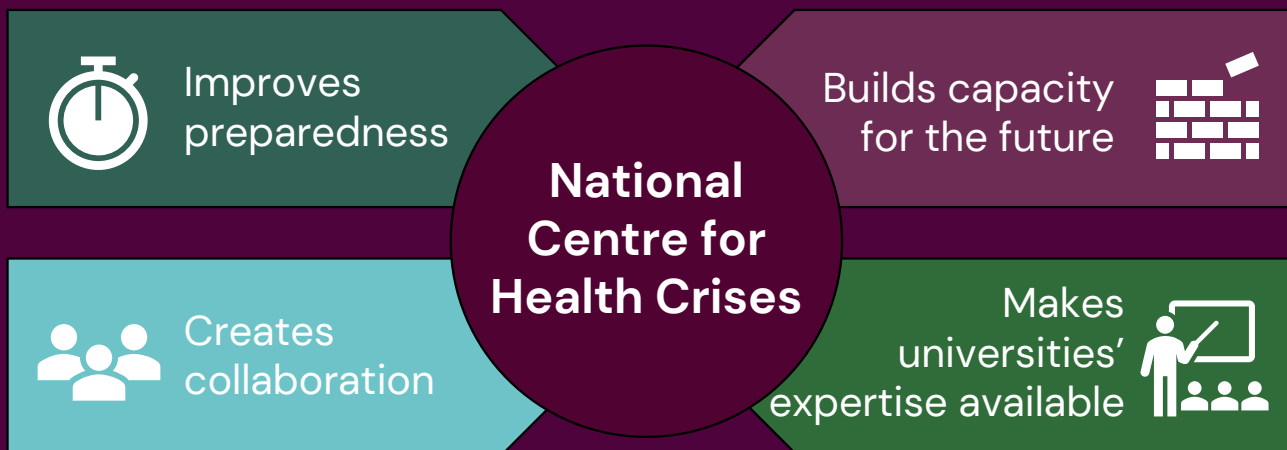 Improves
preparedness
Builds capacity
for the future
National
Centre for
Health Crises
Creates
collaboration
Makes
universities’
expertise available